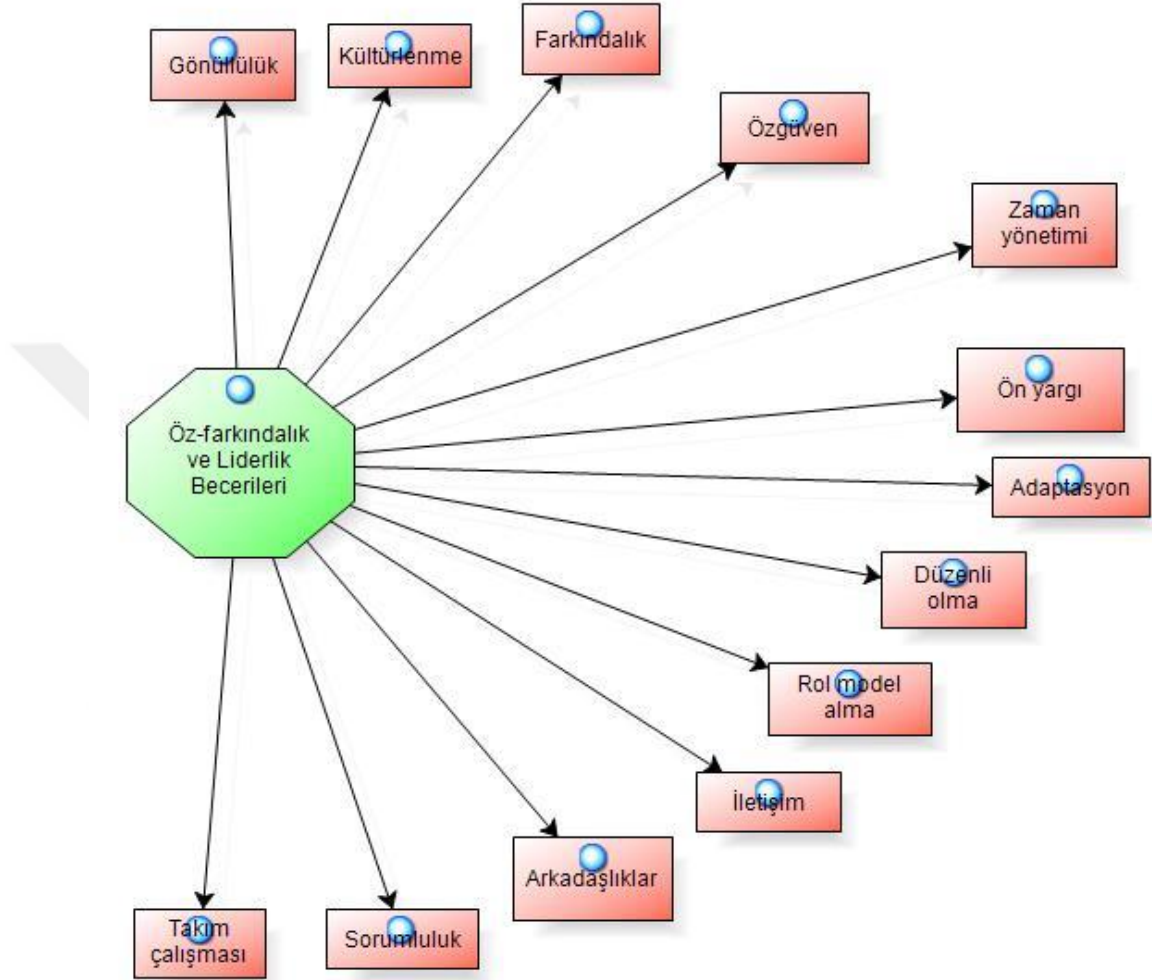 Gönüllülük
Kültürlenme
Farkındalık
Özgüven
Zaman
yönetimi
Ön yargı
Adaptasyon
Düzenli
olma
Rol model
alma
İletişim
Arkadaşlıklar
Sorumluluk
Takım
çalışması
Öz-farkındalık
ve Liderlik
Becerileri